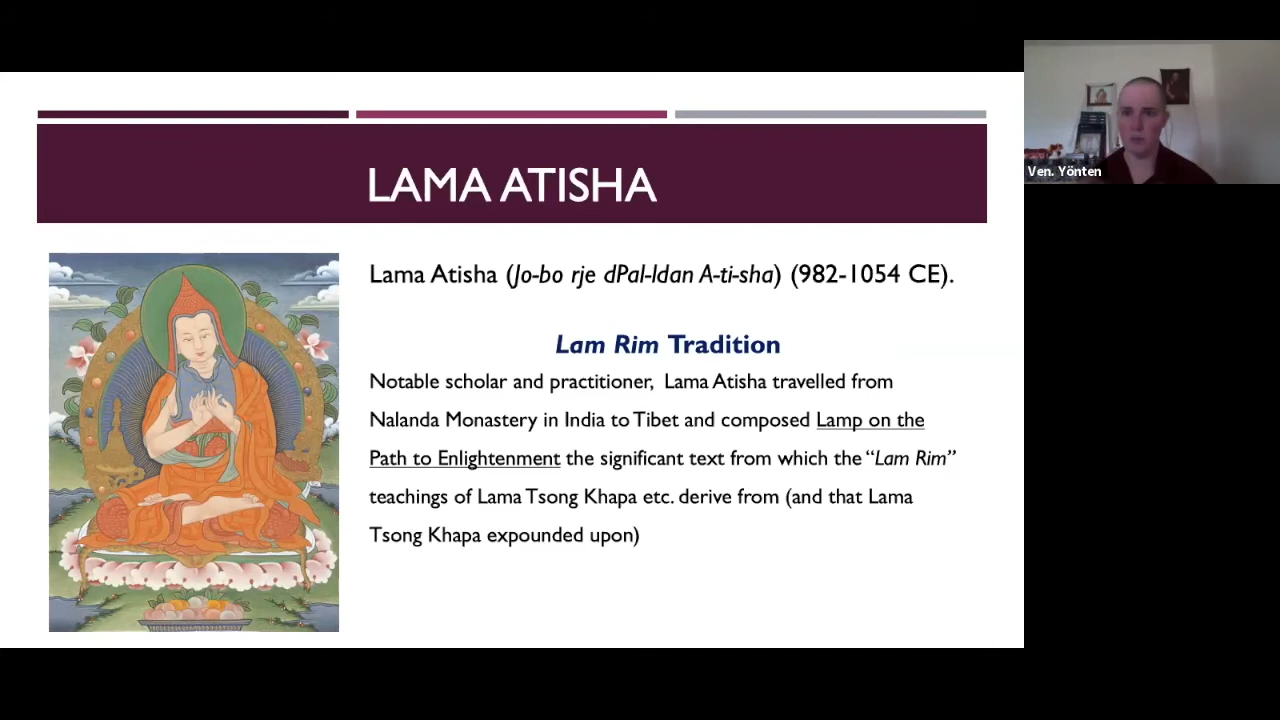 LAMA ATISHA
Lama Atisha (Jo-bo rje dPal-ldan A-ti-sha) (982-1054 CE).
Lam Rim Tradition
Notable scholar and practitioner, Lama Atisha travelled from
Nalanda Monastery in India to Tibet and composed Lamp on the
Path to Enlightenment the significant text from which the “Lam Rim”
teachings of Lama Tsong Khapa etc. derive from (and that Lama
Tsong Khapa expounded upon)
Ven. Yönten